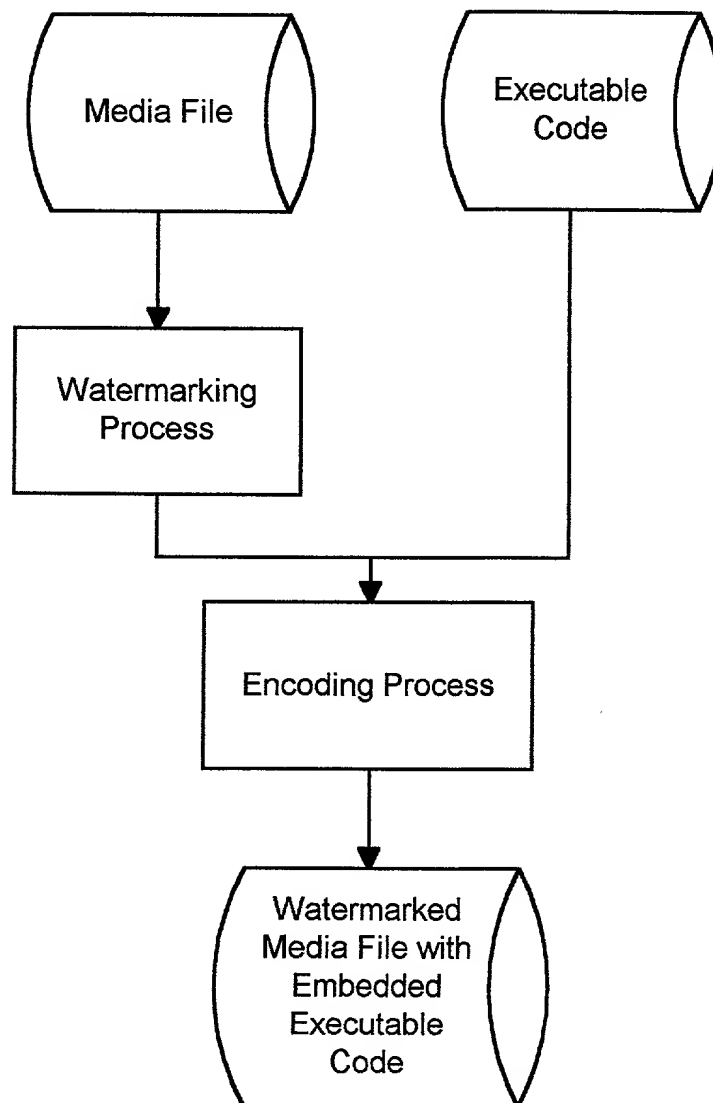 Media File
Executable
Code
Watermarking
Process
Encoding Process
Watermarked
Media File with
Embedded
Executable
Code